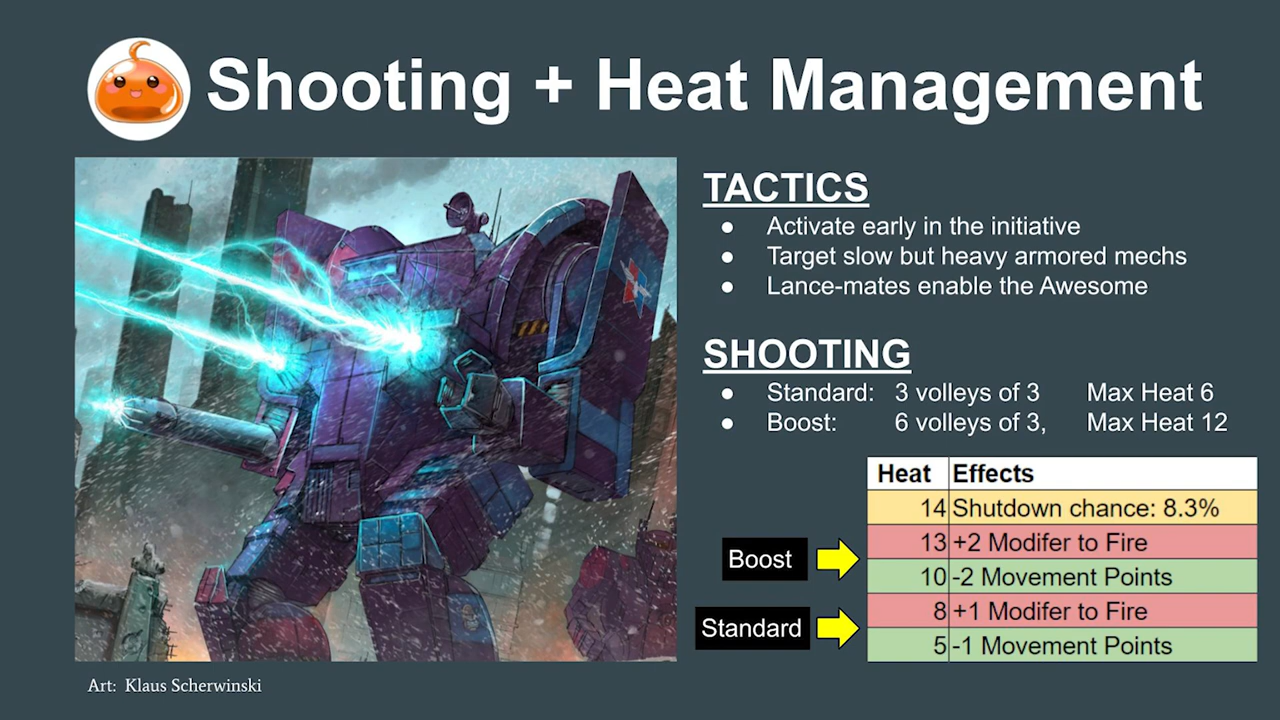 Shooting + Heat Management
TACTICS
● Activate early in the initiative
● Target slow but heavy armored mechs
● Lance-mates enable the Awesome
SHOOTING
● Standard: 3 volleys of 3 Max Heat 6
● Boost: 6 volleys of 3, Max Heat 12
Heat Effects
14 Shutdown chance: 8.3%
13 +2 Modifer to Fire
Boost
10 -2 Movement Points
8 +1 Modifer to Fire
Standard
5 -1 Movement Points
Art: Klaus Scherwinski